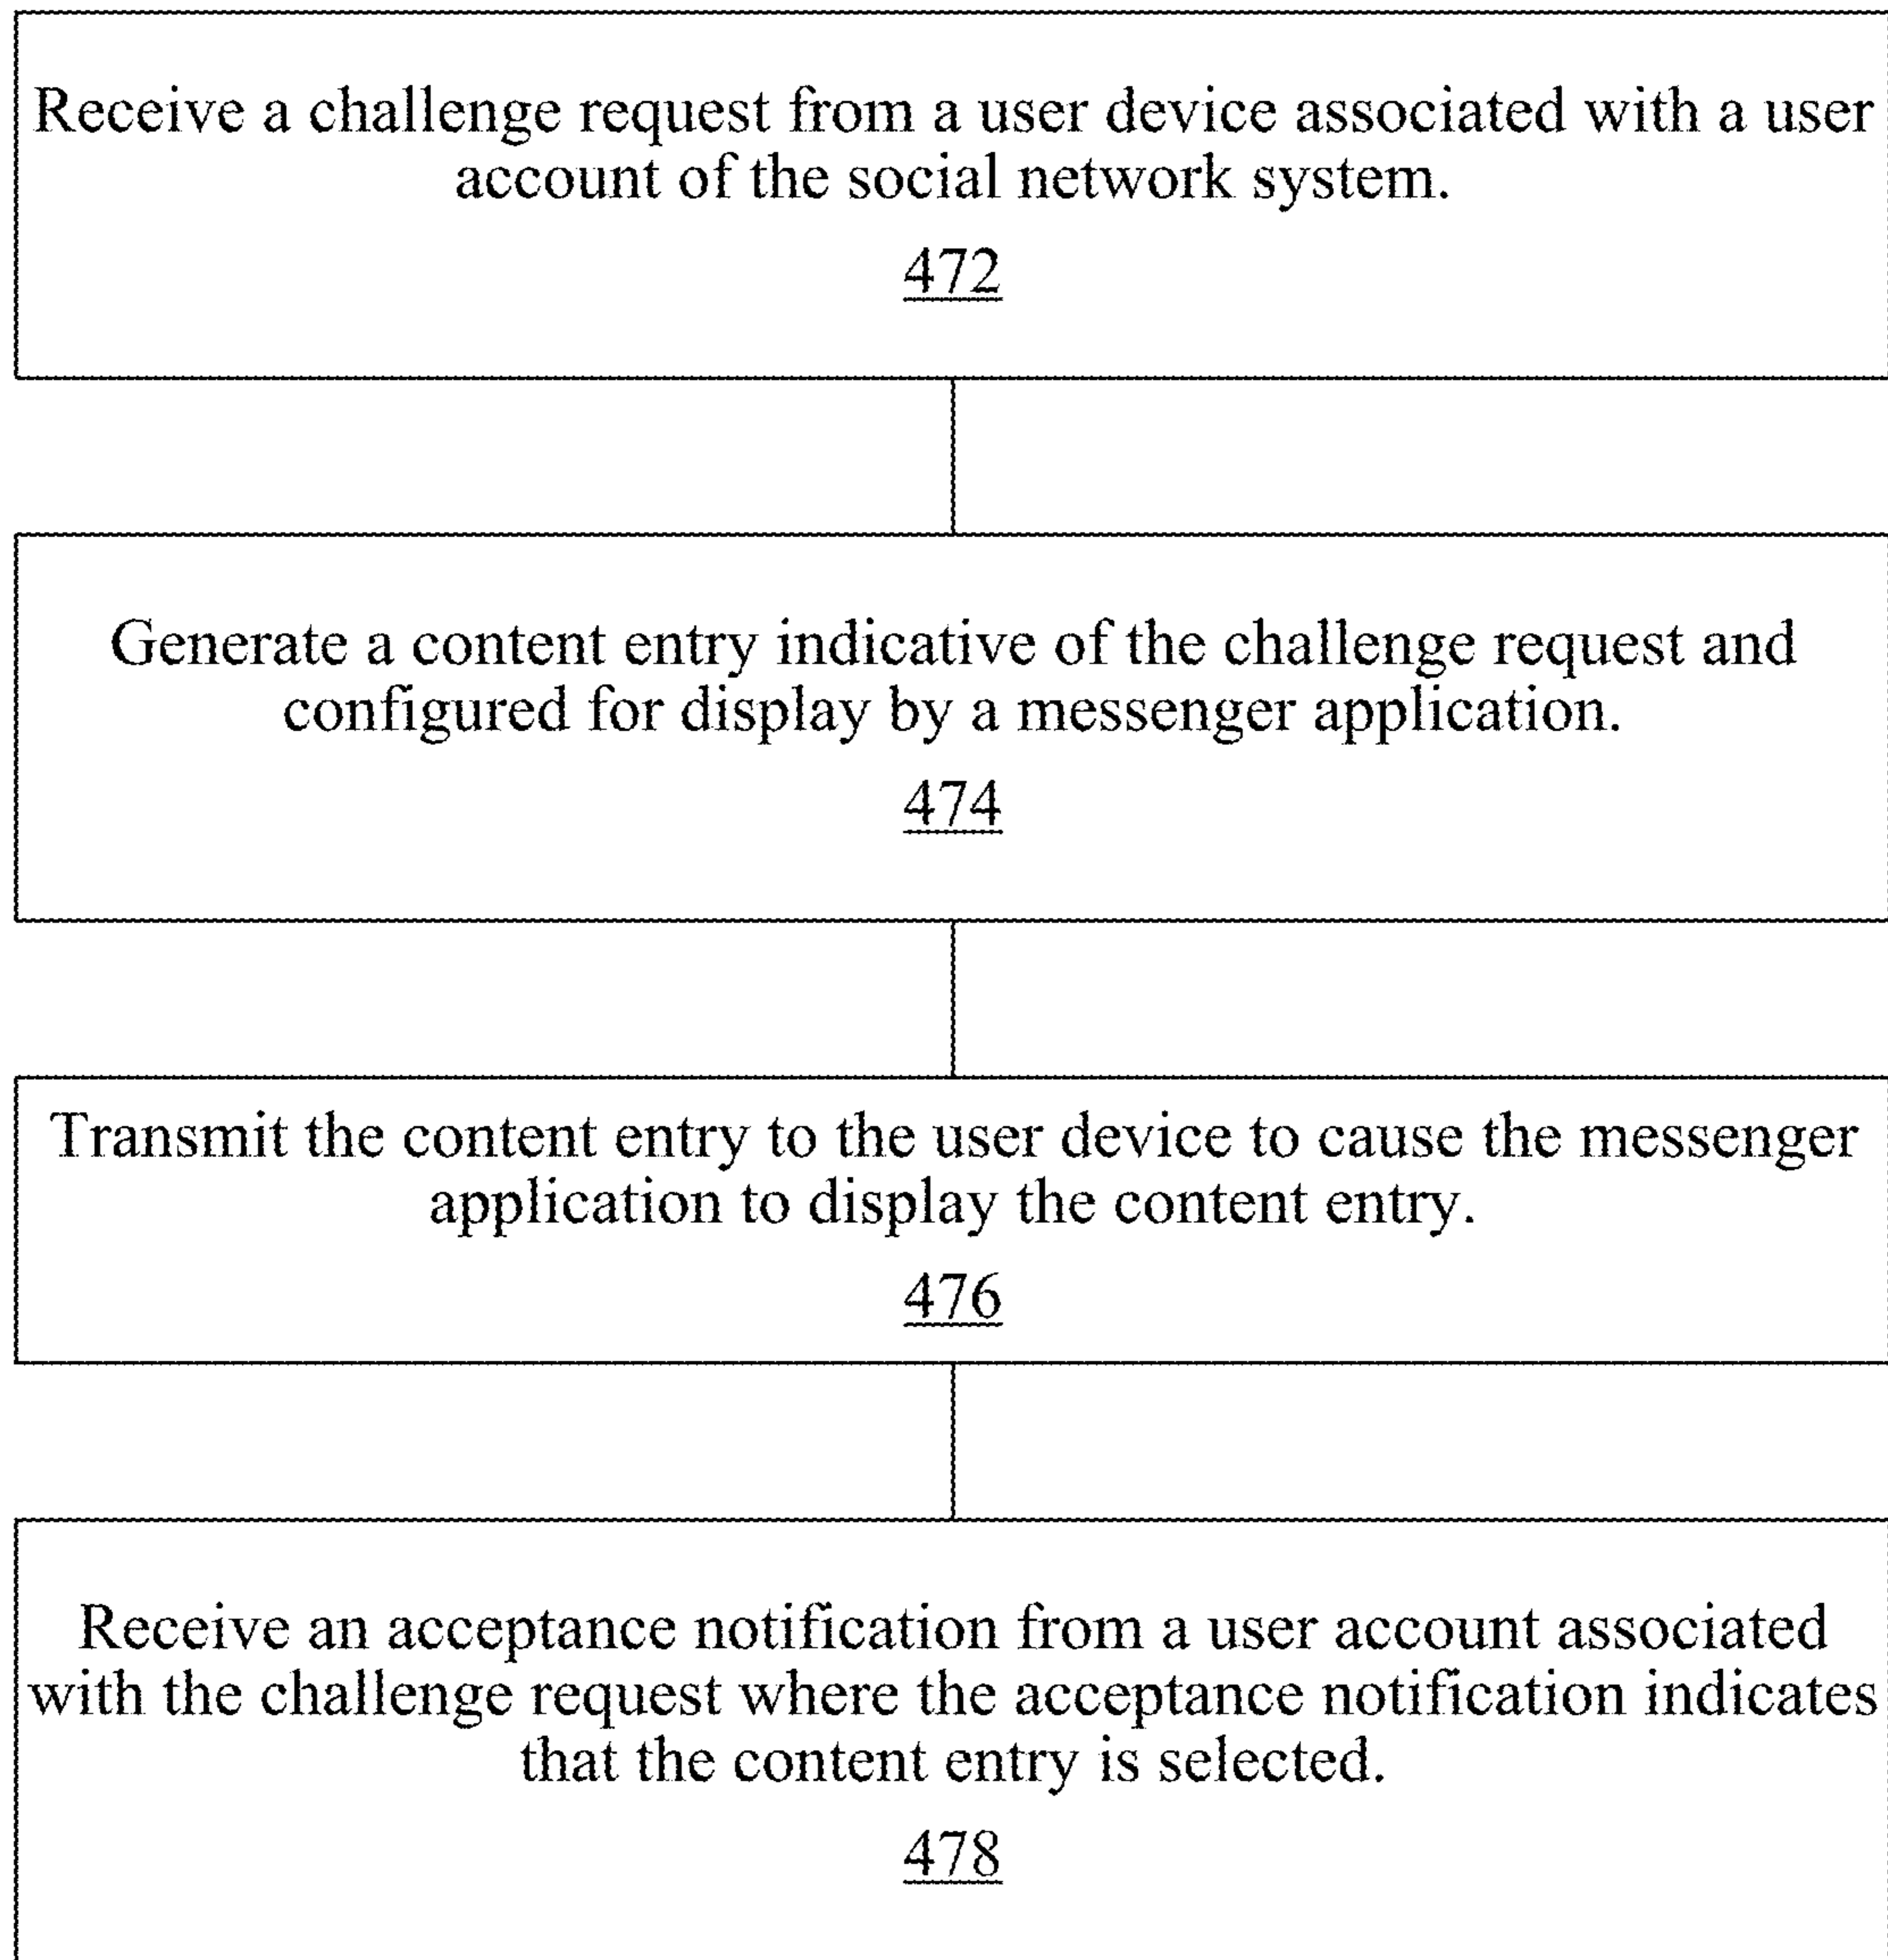 Receive a challenge request from a user device associated with a user
account of the social network system.
472
Generate a content entry indicative of the challenge request and
configured for display by a messenger application.
474
Transmit the content entry to the user device to cause the messenger
application to display the content entry.
476
Receive an acceptance notification from a user account associated
with the challenge request where the acceptance notification indicates
that the content entry is selected.
478